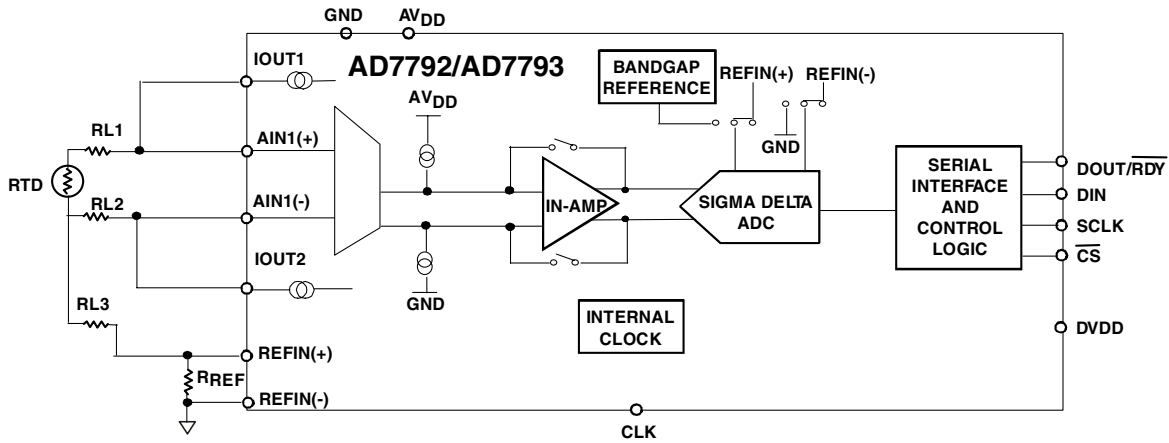 GND
AVDD
IOUT1
AD7792/AD7793
BANDGAP
REFERENCE
REFIN(+)
REFIN(-)
AVDD
GND
RL1
AIN1(+)
RTD
RL2
AIN1(-)
IN-AMP
SIGMA DELTA
ADC
SERIAL
INTERFACE
AND
CONTROL
LOGIC
DOUT/RDY
DIN
SCLK
CS
IOUT2
GND
RL3
INTERNAL
CLOCK
DVDD
REFIN(+)
RREF
REFIN(-)
CLK